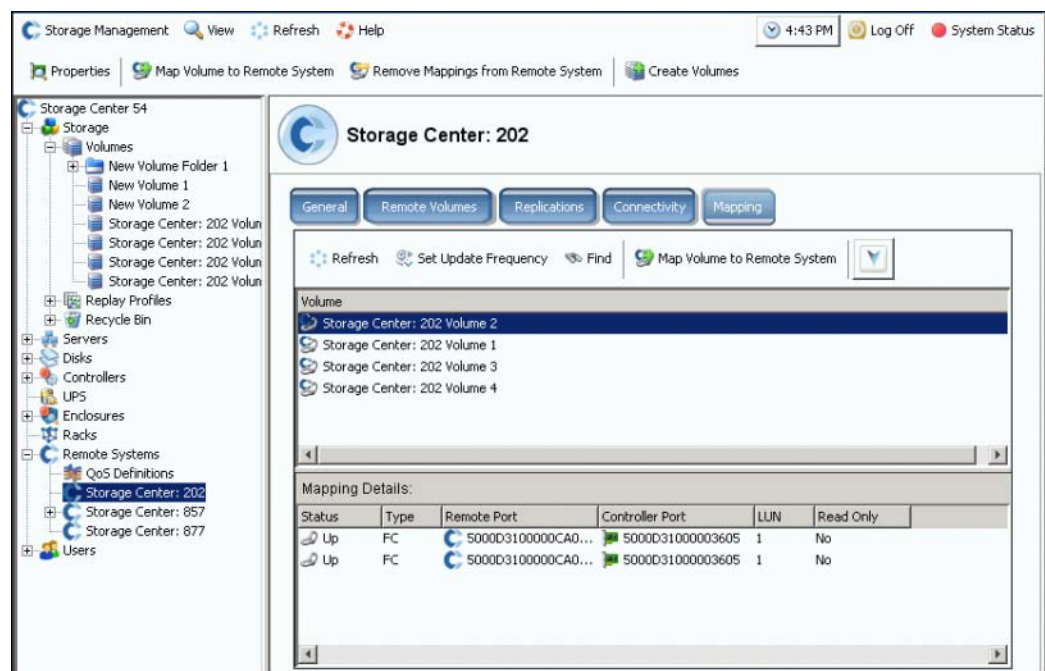 Storage Management View Refresh Help 4:43 PM Log Off System Status
Properties Map Volume to Remote System Remove Mappings from Remote System Create Volumes
Storage Center 54
Storage
Volumes
New Volume Folder 1
New Volume 1
New Volume 2
Storage Center: 202 Volun
Storage Center: 202 Volun
Storage Center: 202 Volun
Storage Center: 202 Volun
Replay Profiles
Recycle Bin
Servers
Disks
Controllers
UPS
Enclosures
Racks
Remote Systems
QoS Definitions
Storage Center: 202
Storage Center: 857
Storage Center: 877
Users
Storage Center: 202
General Remote Volumes Replications Connectivity Mapping
Refresh Set Update Frequency Find Map Volume to Remote System
Volume
Storage Center: 202 Volume 2
Storage Center: 202 Volume 1
Storage Center: 202 Volume 3
Storage Center: 202 Volume 4
Mapping Details:
Status Type Remote Port Controller Port LUN Read Only
Up FC 5000D3100000CA0... 5000D31000003605 1 No
Up FC 5000D3100000CA0... 5000D31000003605 1 No